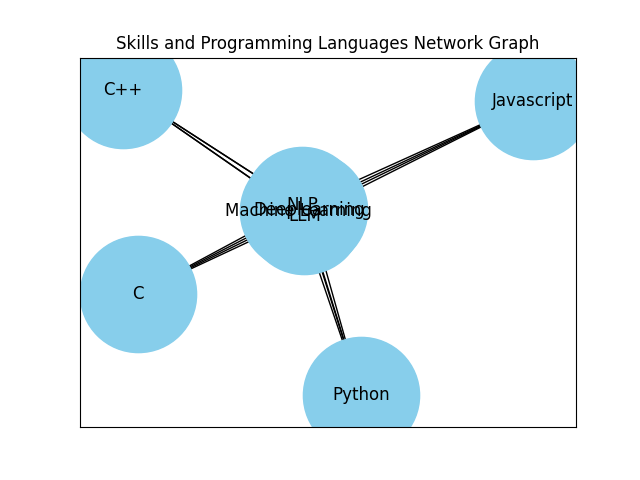 Skills and Programming Languages Network Graph
C++
Javascript
NLP
Deep Learning
Machine Learning
LLM
C
Python